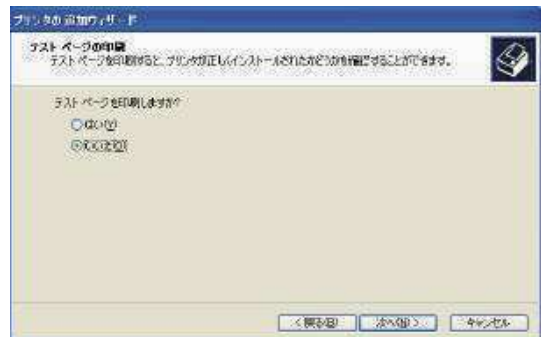 プリンタの追加ウィザード
テスト ページの印刷
テスト ページを印刷すると、プリンタが正しくインストールされたかどうかを確認することができます。
テスト ページを印刷しますか?
はい(Y)
いいえ(O)
< 戻る(B)
次へ(N) >
キャンセル